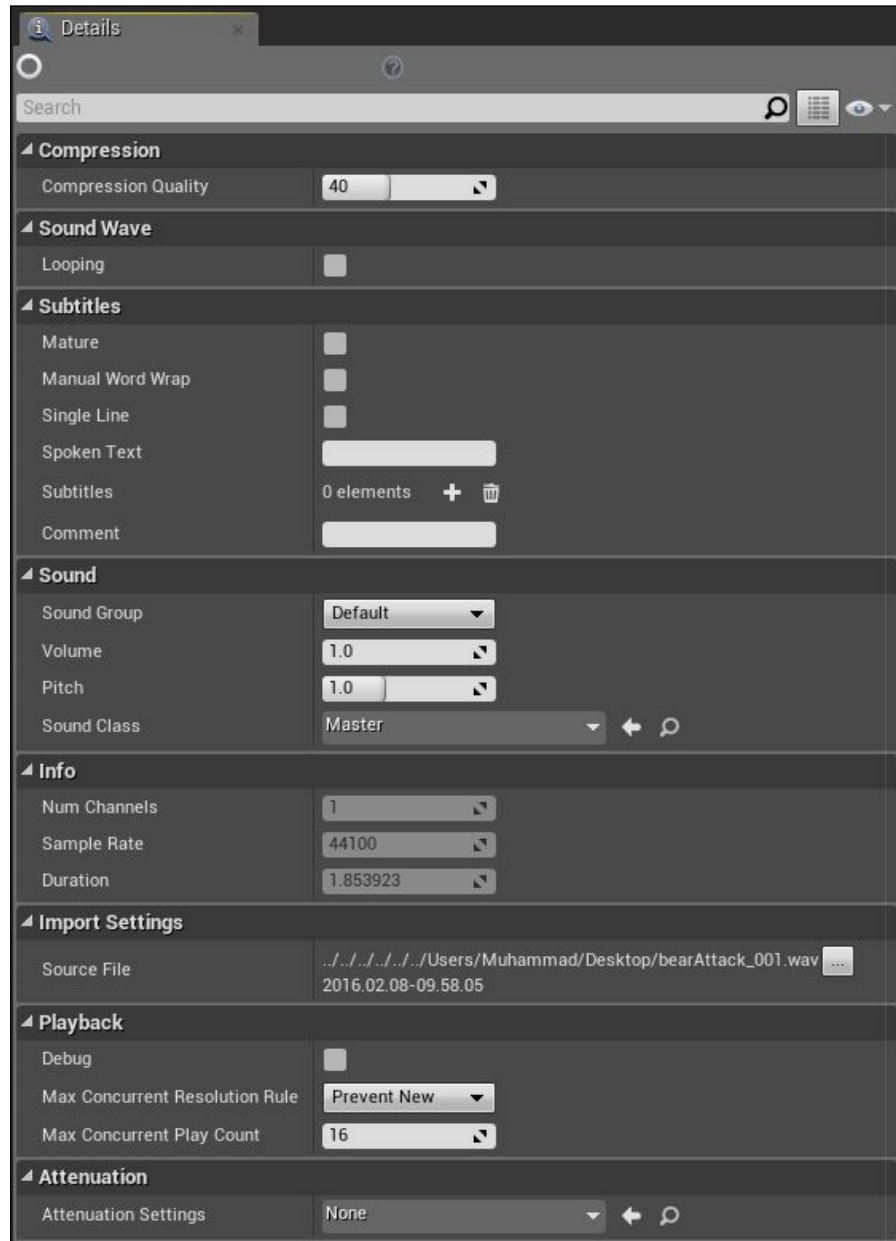 Details
Search
Compression
Compression Quality 40
Sound Wave
Looping
Subtitles
Mature
Manual Word Wrap
Single Line
Spoken Text
Subtitles 0 elements
Comment
Sound
Sound Group Default
Volume 1.0
Pitch 1.0
Sound Class Master
Info
Num Channels 1
Sample Rate 44100
Duration 1.853923
Import Settings
Source File ../../../../../../Users/Muhammad/Desktop/bearAttack_001.wav ...
2016.02.08-09.58.05
Playback
Debug
Max Concurrent Resolution Rule Prevent New
Max Concurrent Play Count 16
Attenuation
Attenuation Settings None